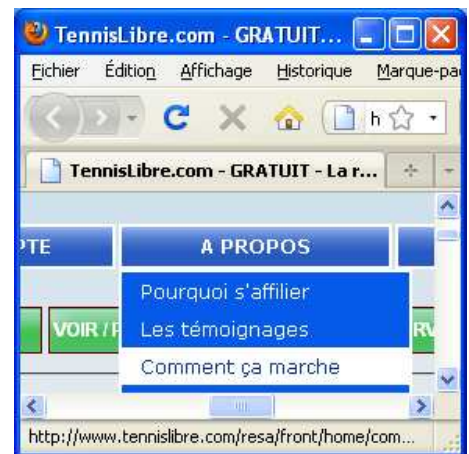 TennisLibre.com - GRATUIT...
Fichier Édition Affichage Historique Marque-pa
h
TennisLibre.com - GRATUIT - La r...
PTE A PROPOS
Pourquoi s'affilier
VOIR / R Les témoignages RV
Comment ça marche
http://www.tennislibre.com/resa/front/home/com...